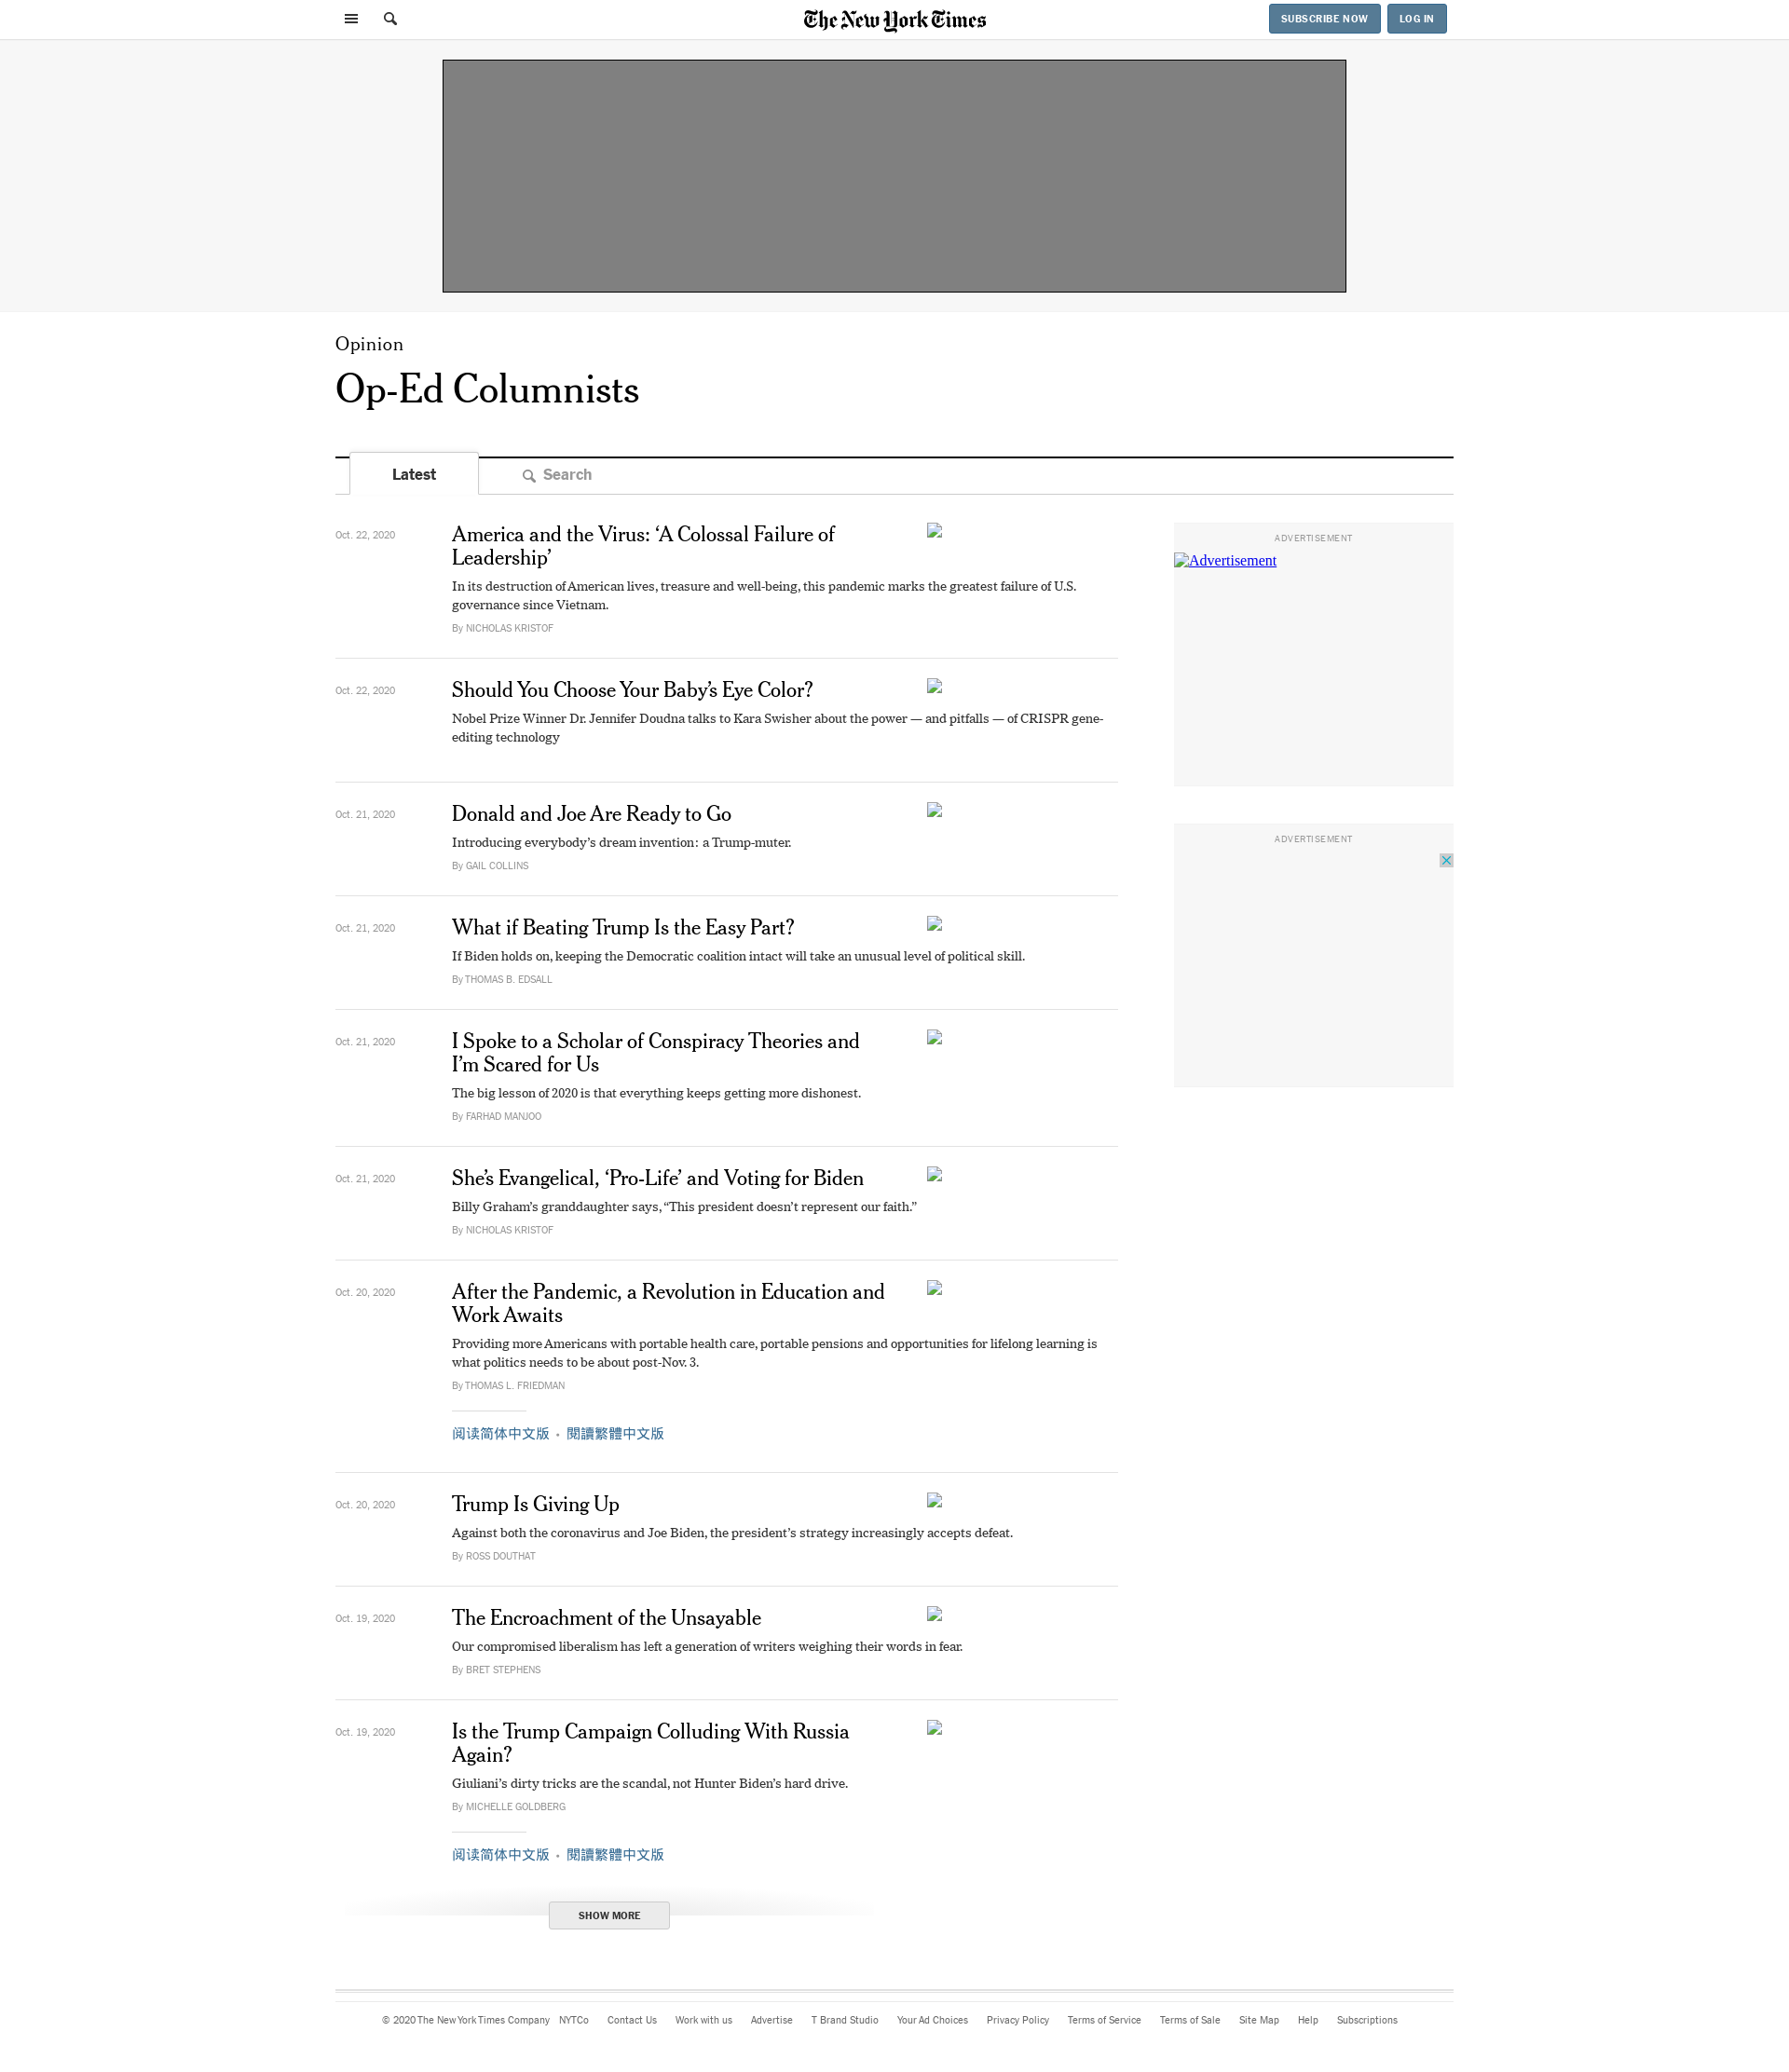 The New York Times
SUBSCRIBE NOW
LOG IN
Opinion
Op-Ed Columnists
Latest
Search
Oct. 22, 2020
America and the Virus: ‘A Colossal Failure of
Leadership’
In its destruction of American lives, treasure and well-being, this pandemic marks the greatest failure of U.S.
governance since Vietnam.
By NICHOLAS KRISTOF
ADVERTISEMENT
Advertisement
Oct. 22, 2020
Should You Choose Your Baby’s Eye Color?
Nobel Prize Winner Dr. Jennifer Doudna talks to Kara Swisher about the power — and pitfalls — of CRISPR gene-
editing technology
Oct. 21, 2020
Donald and Joe Are Ready to Go
Introducing everybody’s dream invention: a Trump-muter.
By GAIL COLLINS
ADVERTISEMENT
Oct. 21, 2020
What if Beating Trump Is the Easy Part?
If Biden holds on, keeping the Democratic coalition intact will take an unusual level of political skill.
By THOMAS B. EDSALL
Oct. 21, 2020
I Spoke to a Scholar of Conspiracy Theories and
I’m Scared for Us
The big lesson of 2020 is that everything keeps getting more dishonest.
By FARHAD MANJOO
Oct. 21, 2020
She’s Evangelical, ‘Pro-Life’ and Voting for Biden
Billy Graham’s granddaughter says, “This president doesn’t represent our faith.”
By NICHOLAS KRISTOF
Oct. 20, 2020
After the Pandemic, a Revolution in Education and
Work Awaits
Providing more Americans with portable health care, portable pensions and opportunities for lifelong learning is
what politics needs to be about post-Nov. 3.
By THOMAS L. FRIEDMAN
阅读简体中文版 • 閱讀繁體中文版
Oct. 20, 2020
Trump Is Giving Up
Against both the coronavirus and Joe Biden, the president’s strategy increasingly accepts defeat.
By ROSS DOUTHAT
Oct. 19, 2020
The Encroachment of the Unsayable
Our compromised liberalism has left a generation of writers weighing their words in fear.
By BRET STEPHENS
Oct. 19, 2020
Is the Trump Campaign Colluding With Russia
Again?
Giuliani’s dirty tricks are the scandal, not Hunter Biden’s hard drive.
By MICHELLE GOLDBERG
阅读简体中文版 • 閱讀繁體中文版
SHOW MORE
© 2020 The New York Times Company NYTCo Contact Us Work with us Advertise T Brand Studio Your Ad Choices Privacy Policy Terms of Service Terms of Sale Site Map Help Subscriptions